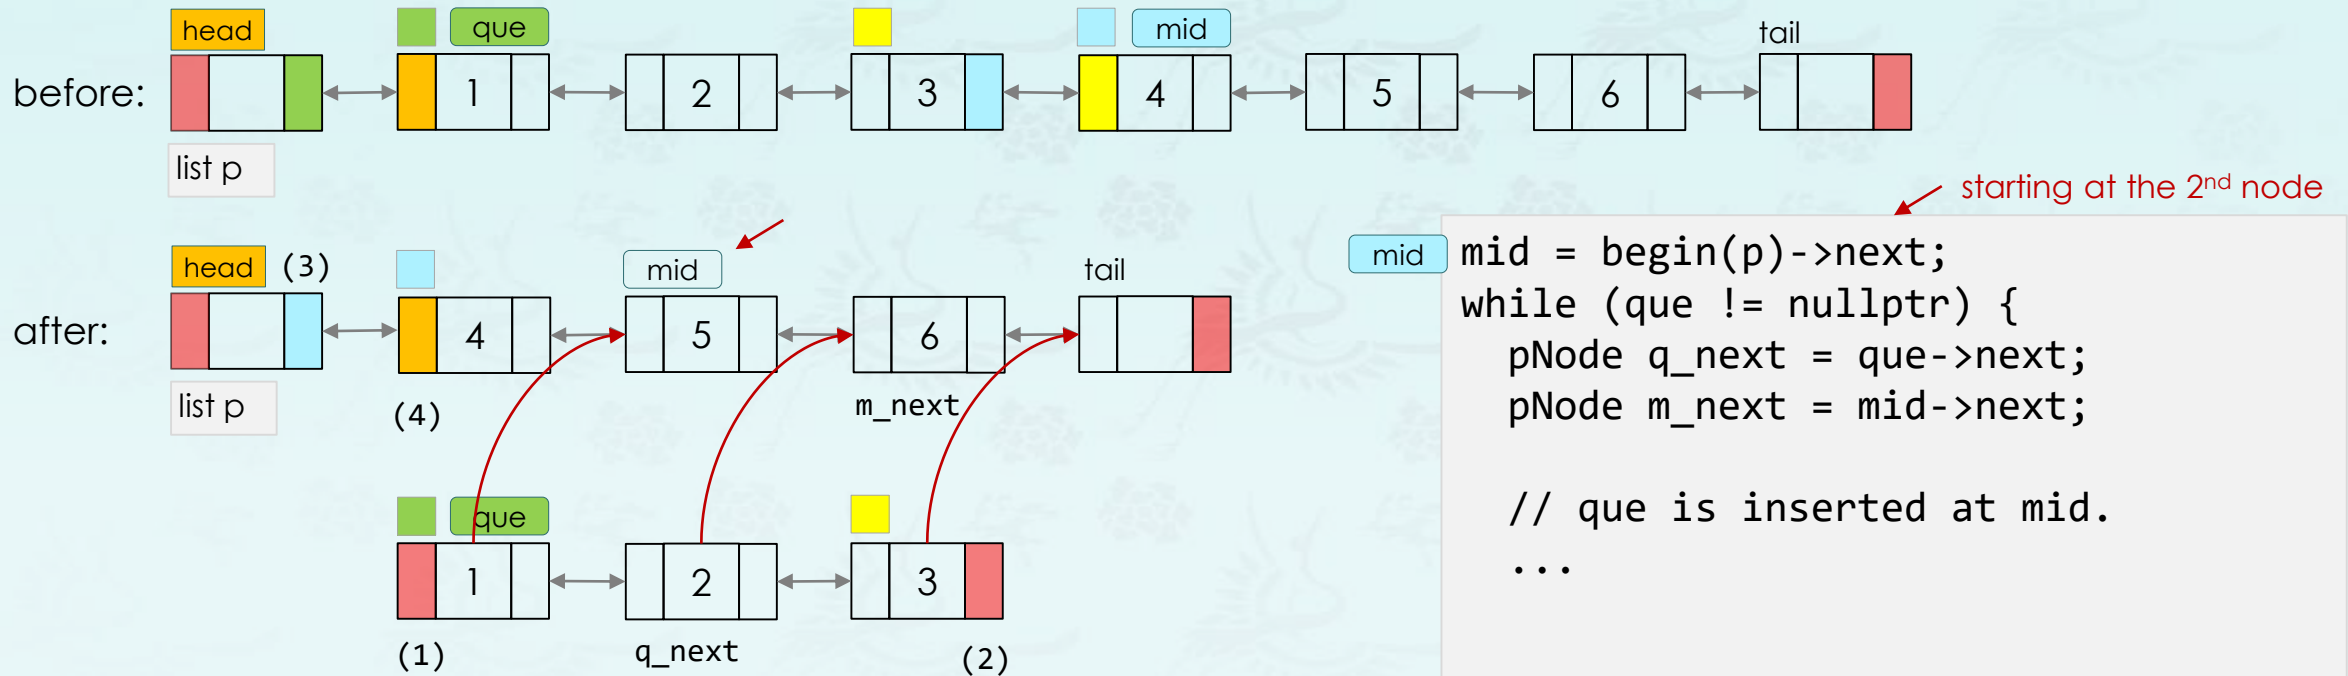 head que mid tail
before: 1 2 3 4 5 6
list p
starting at the 2nd node
head (3) mid tail
after: 4 5 6
list p (4) m_next
que
1 2 3
(1) q_next (2)
mid
mid = begin(p)->next;
while (que != nullptr) {
  pNode q_next = que->next;
  pNode m_next = mid->next;
  // que is inserted at mid.
  ...